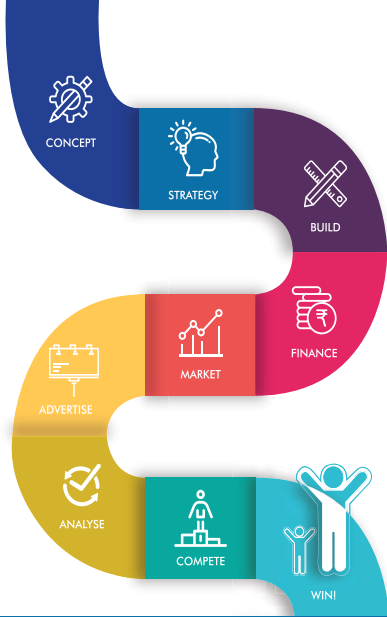 CONCEPT
STRATEGY
BUILD
₹
FINANCE
MARKET
ADVERTISE
ANALYSE
COMPETE
WIN!